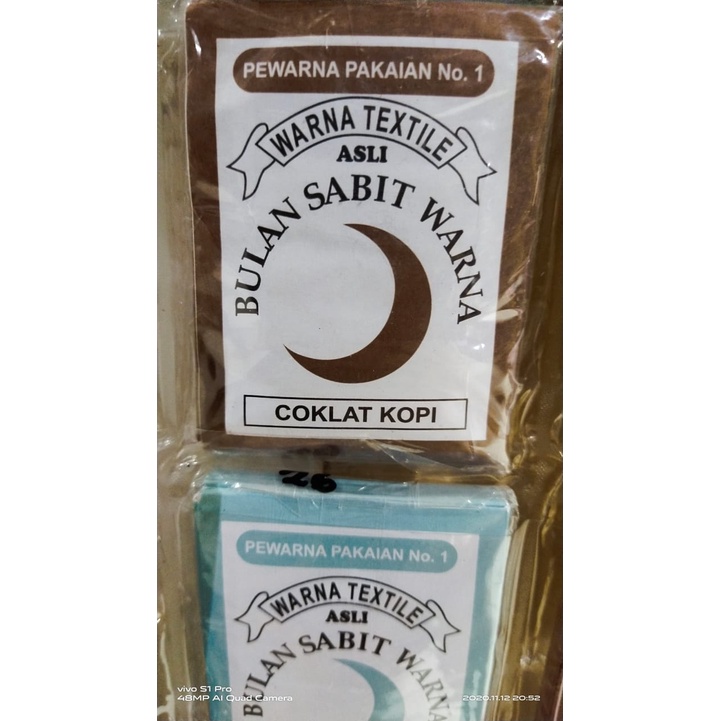 PEWARNA PAKAIAN No. 1
WARNA TEXTILE
ASLI
BULAN SABIT WARNA
COKLAT KOPI
26
PEWARNA PAKAIAN No. 1
WARNA TEXTILE
ASLI
BULAN SABIT WARNA
vivo S1 Pro
48MP AI Quad Camera
2020.11.12 20:52